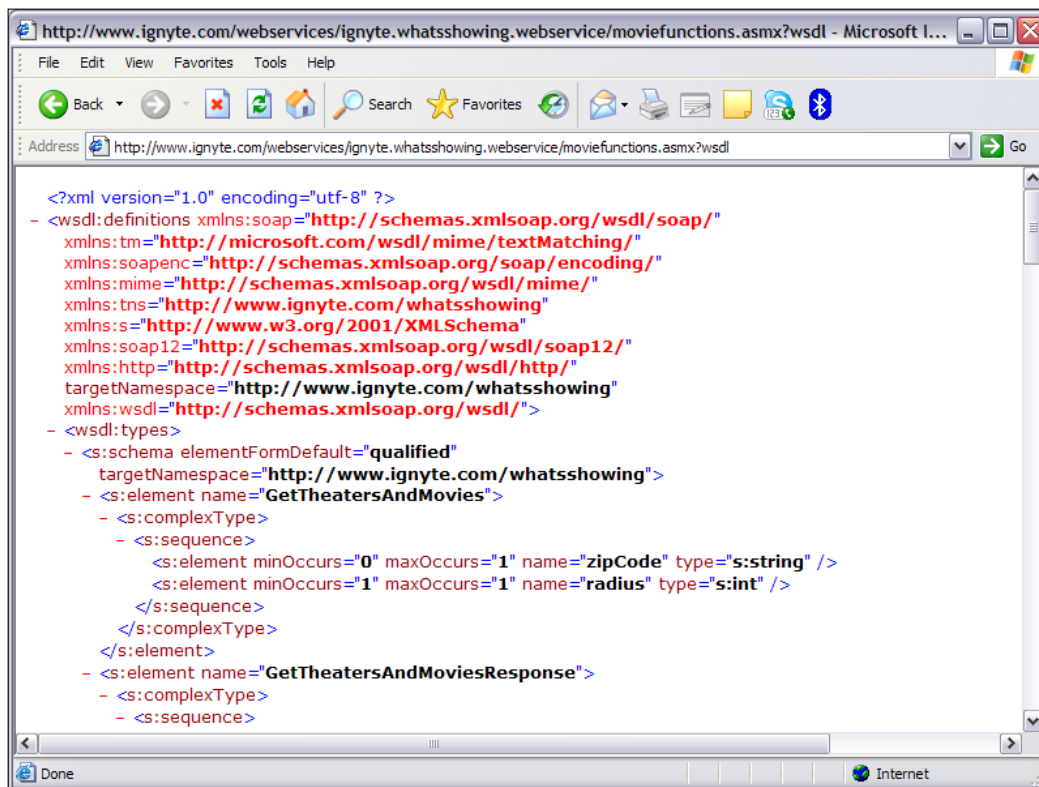 http://www.ignyte.com/webservices/ignyte.whatsshowing.webservice/moviefunctions.asmx?wsdl - Microsoft I...
File Edit View Favorites Tools Help
Back Search Favorites 123
Address http://www.ignyte.com/webservices/ignyte.whatsshowing.webservice/moviefunctions.asmx?wsdl Go
<?xml version="1.0" encoding="utf-8" ?>
- <wsdl:definitions xmlns:soap="http://schemas.xmlsoap.org/wsdl/soap/"
xmlns:tm="http://microsoft.com/wsdl/mime/textMatching/"
xmlns:soapenc="http://schemas.xmlsoap.org/soap/encoding/"
xmlns:mime="http://schemas.xmlsoap.org/wsdl/mime/"
xmlns:tns="http://www.ignyte.com/whatsshowing"
xmlns:s="http://www.w3.org/2001/XMLSchema"
xmlns:soap12="http://schemas.xmlsoap.org/wsdl/soap12/"
xmlns:http="http://schemas.xmlsoap.org/wsdl/http/"
targetNamespace="http://www.ignyte.com/whatsshowing"
xmlns:wsdl="http://schemas.xmlsoap.org/wsdl/">
- <wsdl:types>
- <s:schema elementFormDefault="qualified"
targetNamespace="http://www.ignyte.com/whatsshowing">
- <s:element name="GetTheatersAndMovies">
- <s:complexType>
- <s:sequence>
<s:element minOccurs="0" maxOccurs="1" name="zipCode" type="s:string" />
<s:element minOccurs="1" maxOccurs="1" name="radius" type="s:int" />
</s:sequence>
</s:complexType>
</s:element>
- <s:element name="GetTheatersAndMoviesResponse">
- <s:complexType>
- <s:sequence>
Done Internet